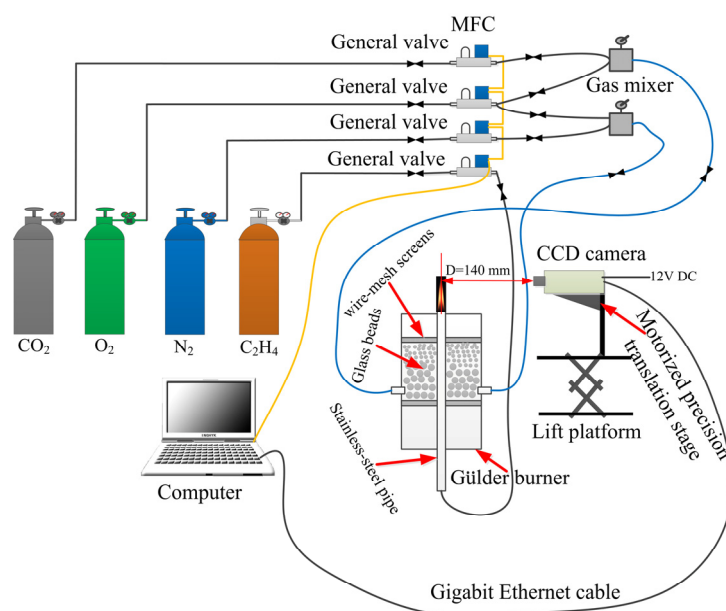 MFC
General valve
General valve
General valve
General valve
Gas mixer
CO₂
O₂
N₂
C₂H₄
D=140 mm
CCD camera
12V DC
wire-mesh screens
Glass beads
Motorized precision
translation stage
Lift platform
Stainless-steel pipe
Gülder burner
Computer
Gigabit Ethernet cable